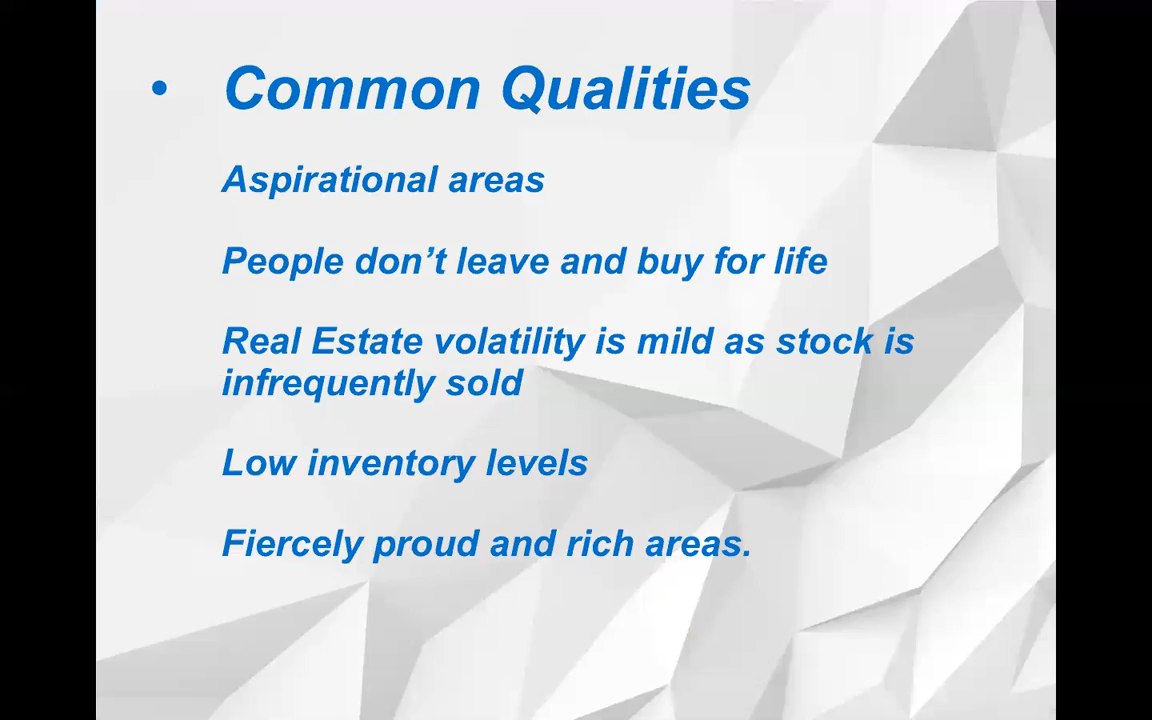 • Common Qualities
Aspirational areas
People don’t leave and buy for life
Real Estate volatility is mild as stock is
infrequently sold
Low inventory levels
Fiercely proud and rich areas.